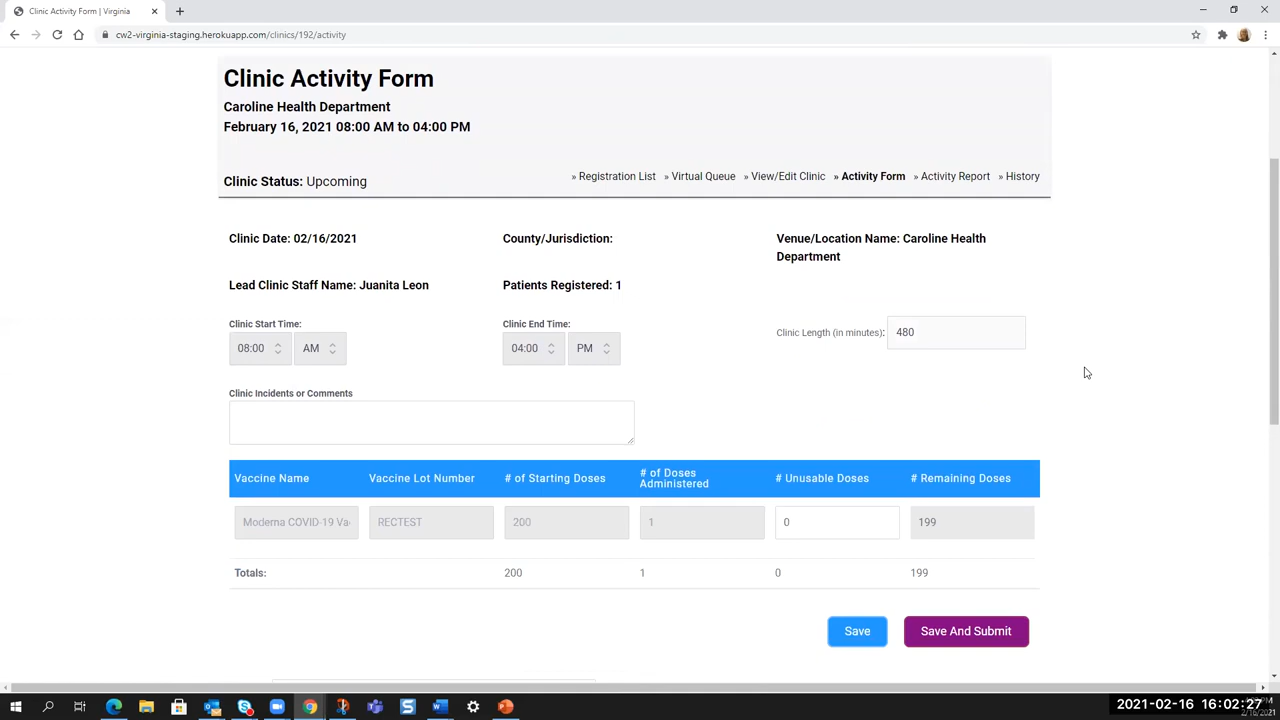 Clinic Activity Form | Virginia
cw2-virginia-staging.herokuapp.com/clinics/192/activity
Clinic Activity Form
Caroline Health Department
February 16, 2021 08:00 AM to 04:00 PM
Clinic Status: Upcoming
» Registration List » Virtual Queue » View/Edit Clinic » Activity Form » Activity Report » History
Clinic Date: 02/16/2021 County/Jurisdiction: Venue/Location Name: Caroline Health
Department
Lead Clinic Staff Name: Juanita Leon Patients Registered: 1
Clinic Start Time: Clinic End Time:
Clinic Length (in minutes): 480
08:00 AM 04:00 PM
Clinic Incidents or Comments
Vaccine Name Vaccine Lot Number # of Starting Doses # of Doses Administered # Unusable Doses # Remaining Doses
Moderna COVID-19 Va RECTEST 200 1 0 199
Totals: 200 1 0 199
Save Save And Submit
2021-02-16 16:02:27